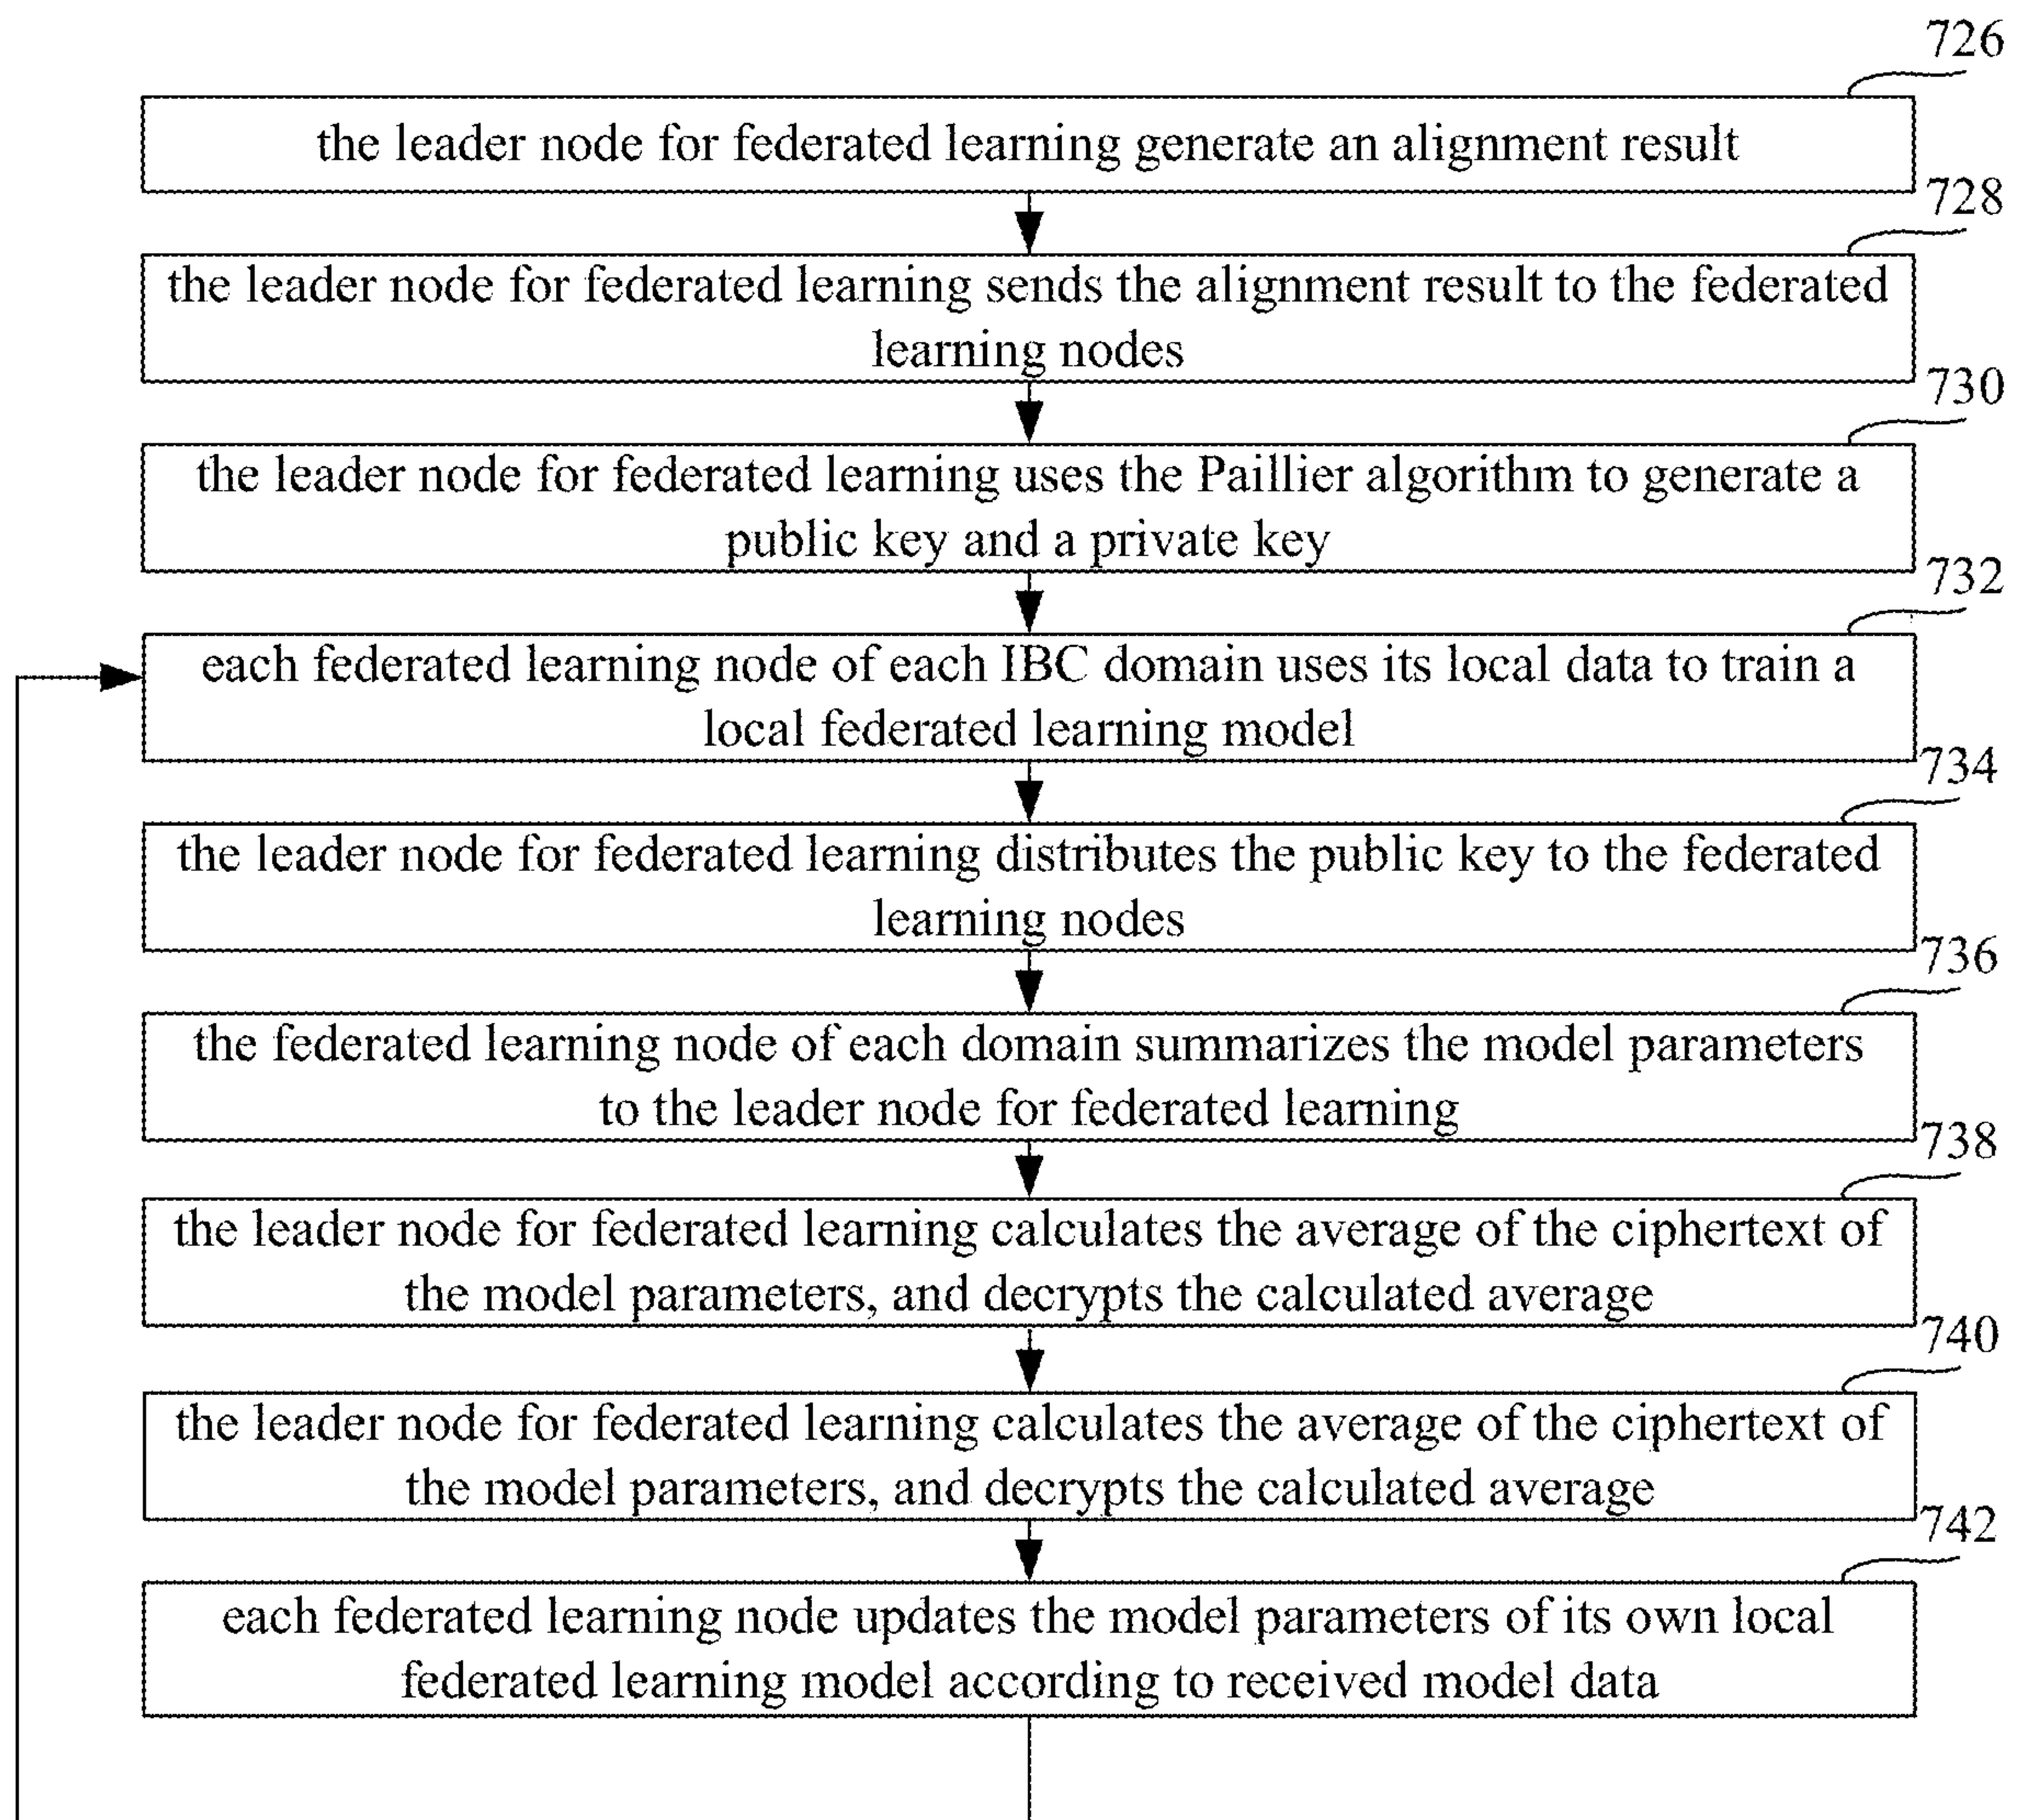 726
the leader node for federated learning generate an alignment result
728
the leader node for federated learning sends the alignment result to the federated
learning nodes
730
the leader node for federated learning uses the Paillier algorithm to generate a
public key and a private key
732
each federated learning node of each IBC domain uses its local data to train a
local federated learning model
734
the leader node for federated learning distributes the public key to the federated
learning nodes
736
the federated learning node of each domain summarizes the model parameters
to the leader node for federated learning
738
the leader node for federated learning calculates the average of the ciphertext of
the model parameters, and decrypts the calculated average
740
the leader node for federated learning calculates the average of the ciphertext of
the model parameters, and decrypts the calculated average
742
each federated learning node updates the model parameters of its own local
federated learning model according to received model data